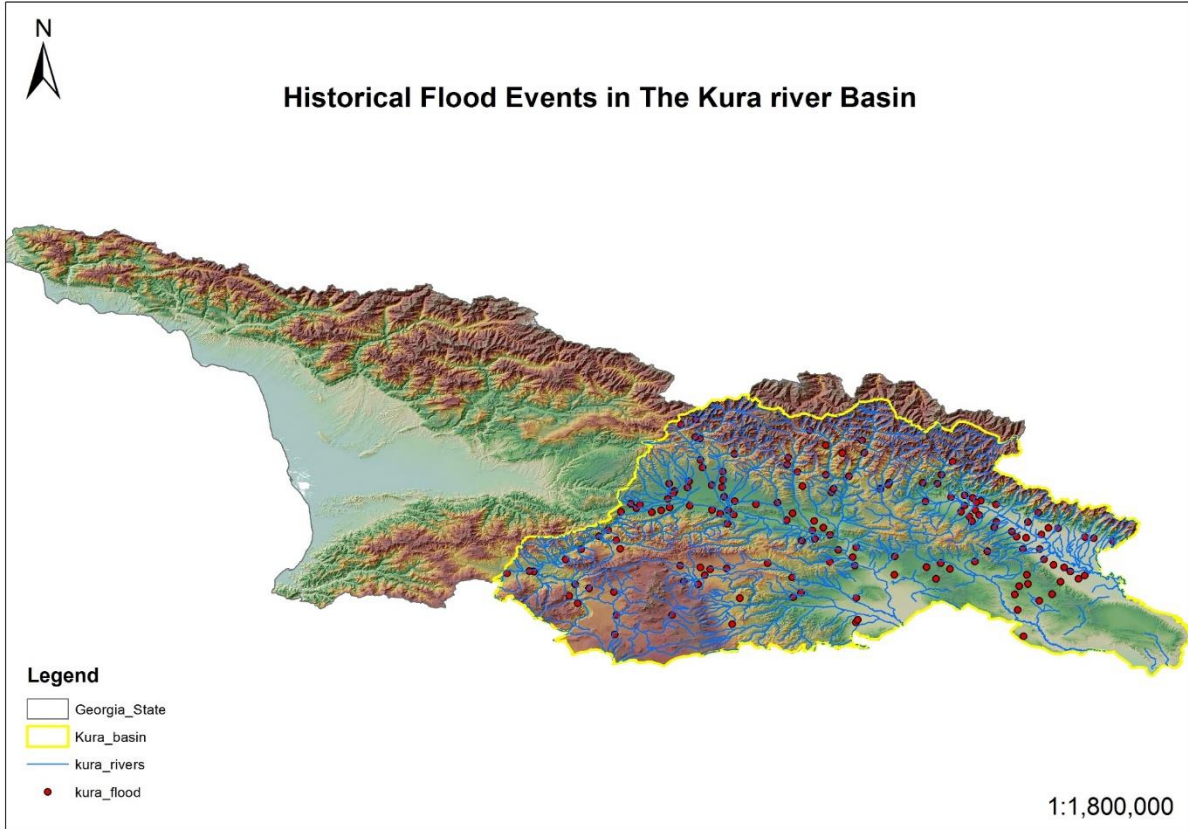 N
Historical Flood Events in The Kura river Basin
Legend
Georgia_State
Kura_basin
kura_rivers
kura_flood
1:1,800,000